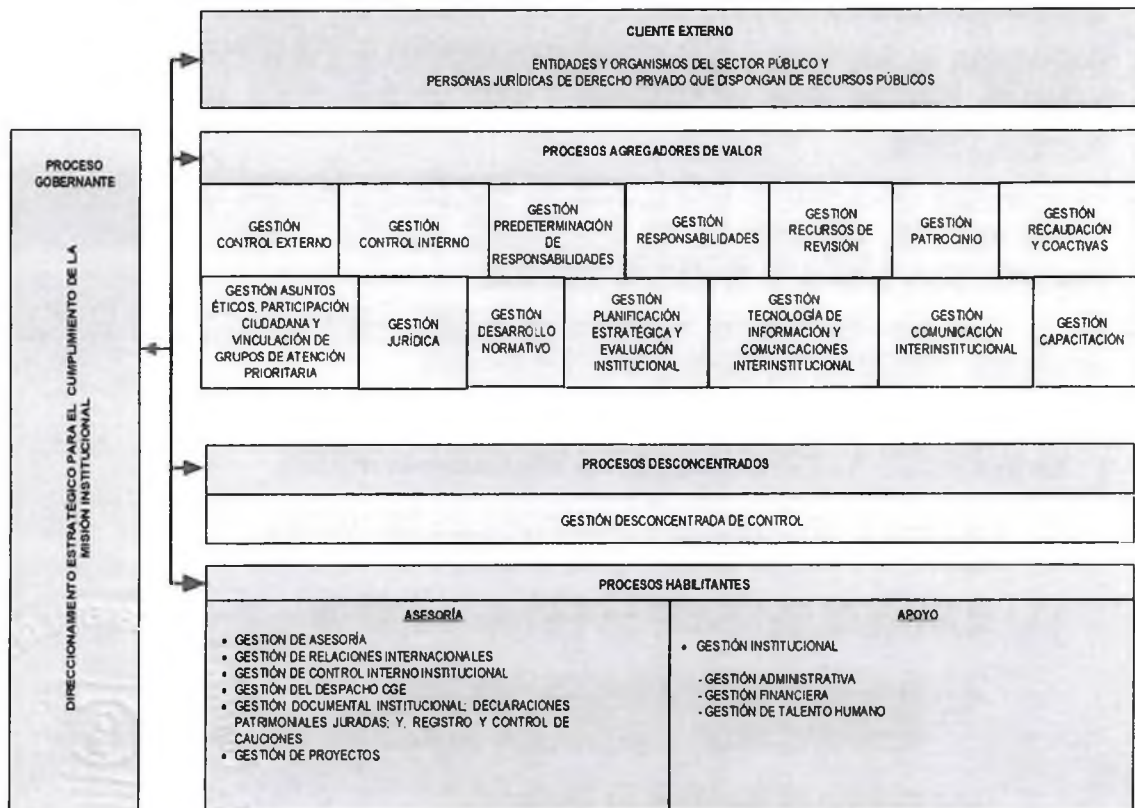 CLIENTE EXTERNO
ENTIDADES Y ORGANISMOS DEL SECTOR PÚBLICO Y
PERSONAS JURÍDICAS DE DERECHO PRIVADO QUE DISPONGAN DE RECURSOS PÚBLICOS
PROCESO
GOBERNANTE
DIRECCIONAMIENTO ESTRATÉGICO PARA EL CUMPLIMIENTO DE LA
MISIÓN INSTITUCIONAL
PROCESOS AGREGADORES DE VALOR
GESTIÓN
CONTROL EXTERNO
GESTIÓN
CONTROL INTERNO
GESTIÓN
PREDETERMINACIÓN
DE
RESPONSABILIDADES
GESTIÓN
RESPONSABILIDADES
GESTIÓN
RECURSOS DE
REVISIÓN
GESTIÓN
PATROCINIO
GESTIÓN
RECAUDACIÓN
Y COACTIVAS
GESTIÓN ASUNTOS
ÉTICOS, PARTICIPACIÓN
CIUDADANA Y
VINCULACIÓN DE
GRUPOS DE ATENCIÓN
PRIORITARIA
GESTIÓN
JURÍDICA
GESTIÓN
DESARROLLO
NORMATIVO
GESTIÓN
PLANIFICACIÓN
ESTRATÉGICA Y
EVALUACIÓN
INSTITUCIONAL
GESTIÓN
TECNOLOGÍA DE
INFORMACIÓN Y
COMUNICACIONES
INTERINSTITUCIONAL
GESTIÓN
COMUNICACIÓN
INTERINSTITUCIONAL
GESTIÓN
CAPACITACIÓN
PROCESOS DESCONCENTRADOS
GESTIÓN DESCONCENTRADA DE CONTROL
PROCESOS HABILITANTES
ASESORÍA
• GESTION DE ASESORÍA
• GESTIÓN DE RELACIONES INTERNACIONALES
• GESTIÓN DE CONTROL INTERNO INSTITUCIONAL
• GESTIÓN DEL DESPACHO CGE
• GESTIÓN DOCUMENTAL INSTITUCIONAL; DECLARACIONES
PATRIMONIALES JURADAS; Y, REGISTRO Y CONTROL DE
CAUCIONES
• GESTIÓN DE PROYECTOS
APOYO
• GESTIÓN INSTITUCIONAL
- GESTIÓN ADMINISTRATIVA
- GESTIÓN FINANCIERA
- GESTIÓN DE TALENTO HUMANO